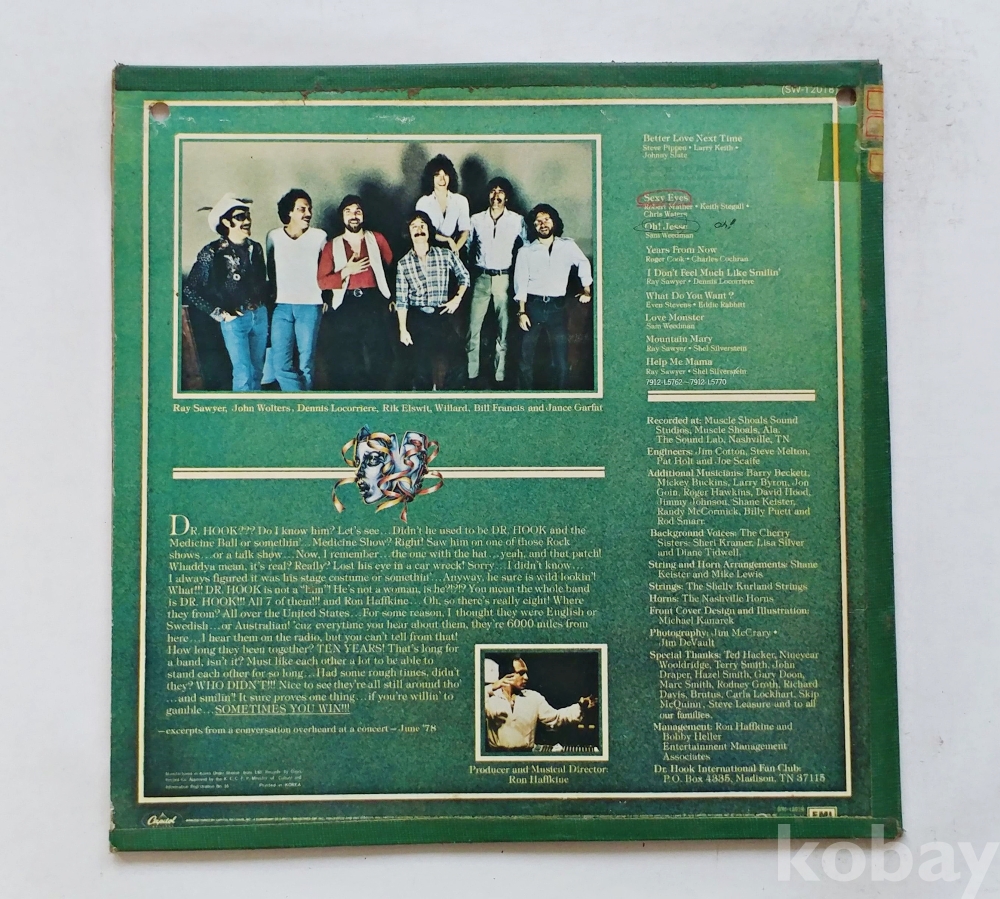 (SW-12018)
Better Love Next Time
Steve Pippen • Larry Keith •
Johnny Slate
Sexy Eyes
Robert Mather • Keith Stegall •
Chris Waters
Oh! Jesse
oh!
Sam Weedman
Years From Now
Roger Cook • Charles Cochran
I Don't Feel Much Like Smilin'
Ray Sawyer • Dennis Locorriere
What Do You Want?
Even Stevens • Eddie Rabbitt
Love Monster
Sam Weedman
Mountain Mary
Ray Sawyer • Shel Silverstein
Help Me Mama
Ray Sawyer • Shel Silverstein
7912-L5762~7912-L5770
Ray Sawyer, John Wolters, Dennis Locorriere, Rik Elswit, Willard, Bill Francis and Jance Garfat
DR. HOOK??? Do I know him? Let's see...Didn't he used to be DR. HOOK and the
Medicine Ball or somethin'...Medicine Show? Right! Saw him on one of those Rock
shows...or a talk show...Now, I remember...the one with the hat...yeah, and that patch!
Whaddya mean, it's real? Really? Lost his eye in a car wreck! Sorry...I didn't know...
I always figured it was his stage costume or somethin'...Anyway, he sure is wild lookin'!
What!!! DR. HOOK is not a "Him"! He's not a woman, is he?!?? You mean the whole band
is DR. HOOK!!! All 7 of them!!! and Ron Haffkine...Oh, so there's really eight! Where
they from? All over the United States...For some reason, I thought they were English or
Swedish...or Australian! 'cuz everytime you hear about them, they're 6000 miles from
here...I hear them on the radio, but you can't tell from that!
How long they been together? TEN YEARS! That's long for
a band, isn't it? Must like each other a lot to be able to
stand each other for so long...Had some rough times, didn't
they? WHO DIDN'T!!! Nice to see they're all still around tho'
...and smilin'! It sure proves one thing...if you're willin' to
gamble...SOMETIMES YOU WIN!!!
—excerpts from a conversation overheard at a concert—June '78
Producer and Musical Director:
Ron Haffkine
Recorded at: Muscle Shoals Sound
Studios, Muscle Shoals, Ala.
The Sound Lab, Nashville, TN
Engineers: Jim Cotton, Steve Melton,
Pat Holt and Joe Scaife
Additional Musicians: Barry Beckett,
Mickey Buckins, Larry Byrom, Jon
Goin, Roger Hawkins, David Hood,
Jimmy Johnson, Shane Keister,
Randy McCormick, Billy Puett and
Rod Smarr
Background Voices: The Cherry
Sisters: Sheri Kramer, Lisa Silver
and Diane Tidwell
String and Horn Arrangements: Shane
Keister and Mike Lewis
Strings: The Shelly Kurland Strings
Horns: The Nashville Horns
Front Cover Design and Illustration:
Michael Kanarek
Photography: Jim McCrary •
Jim DeVault
Special Thanks: Ted Hacker, Nineyear
Wooldridge, Terry Smith, John
Draper, Hazel Smith, Gary Doon,
Marc Smith, Rodney Groth, Richard
Davis, Brutus, Carla Lockhart, Skip
McQuinn, Steve Leasure and to all
our families.
Management: Ron Haffkine and
Bobby Heller
Entertainment Management
Associates
Dr. Hook International Fan Club:
P.O. Box 4335, Madison, TN 37115
Printed in KOREA
Capitol
EMI
kobay